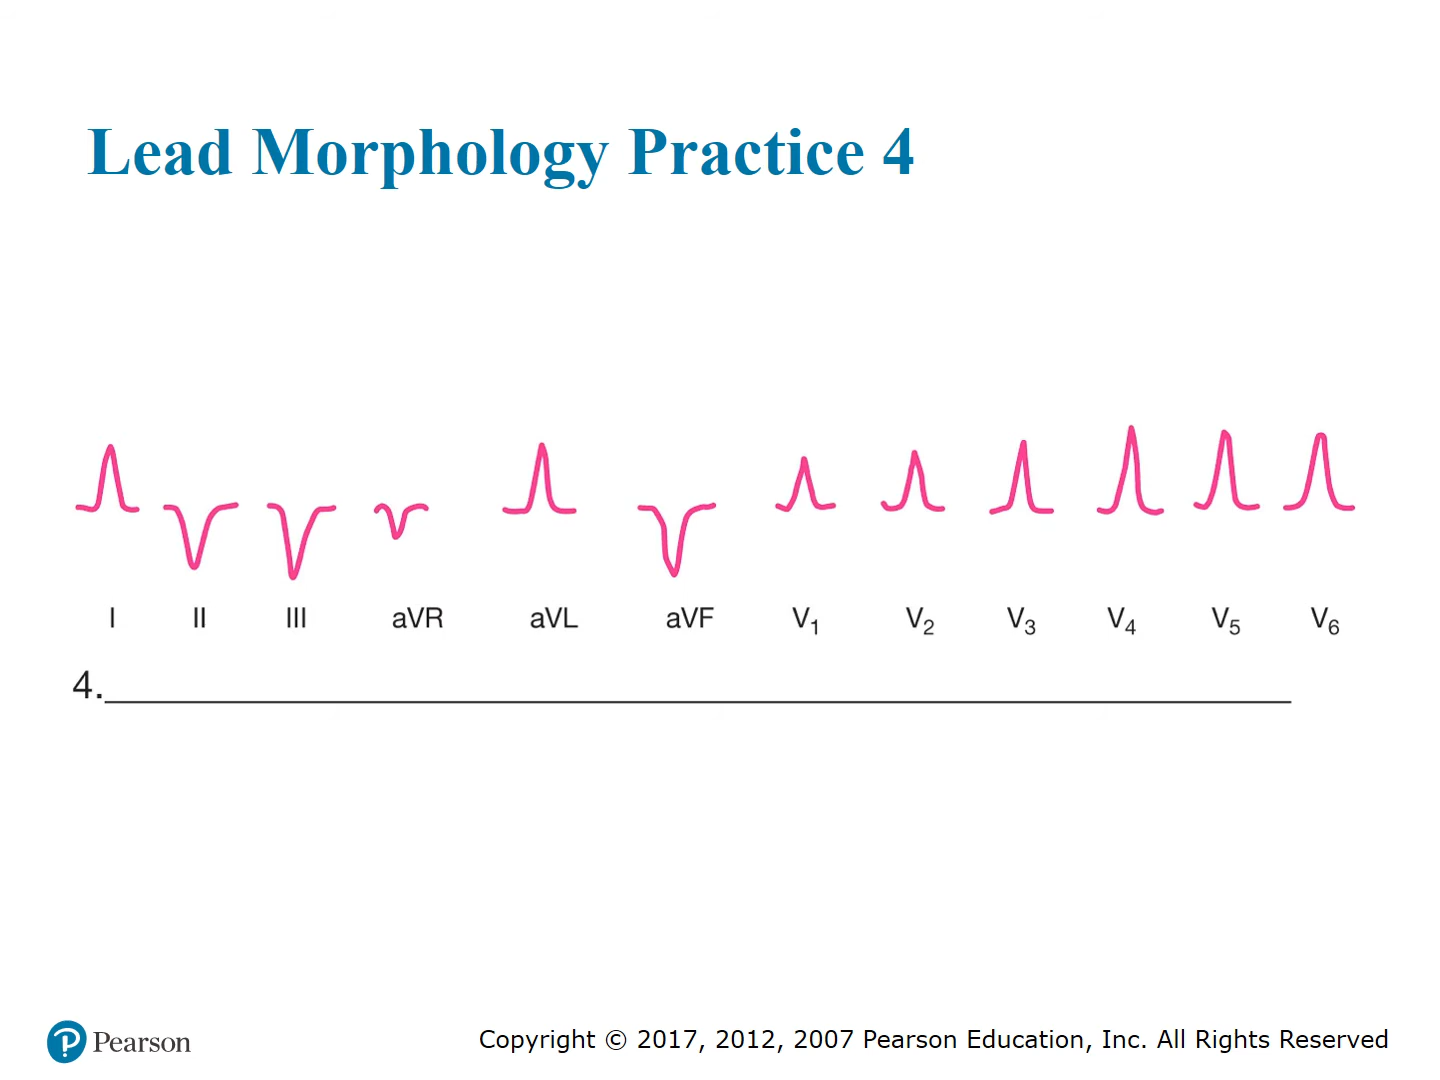 Lead Morphology Practice 4
I II III aVR aVL aVF V1 V2 V3 V4 V5 V6
4.
Pearson
Copyright © 2017, 2012, 2007 Pearson Education, Inc. All Rights Reserved